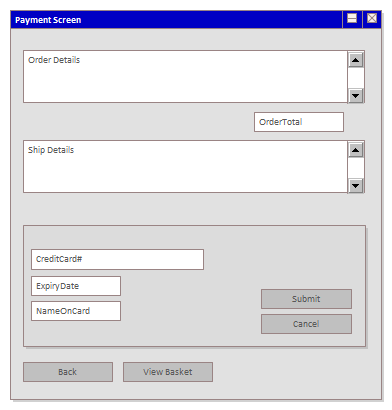 Payment Screen
Order Details
OrderTotal
Ship Details
CreditCard#
ExpiryDate
NameOnCard
Submit
Cancel
Back
View Basket